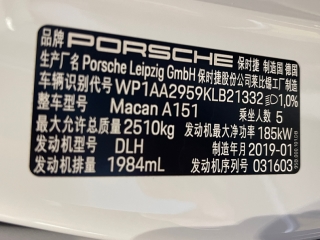 品牌 PORSCHE 保时捷 制造国 德国
生产厂名 Porsche Leipzig GmbH 保时捷股份公司莱比锡工厂制造
车辆识别代号 WP1AA2959KLB21332 1,0%
整车型号 Macan A151 乘坐人数 5
最大允许总质量 2510kg 发动机最大净功率 185kW
发动机型号 DLH 制造年月 2019-01
发动机排量 1984mL 发动机序列号 031603